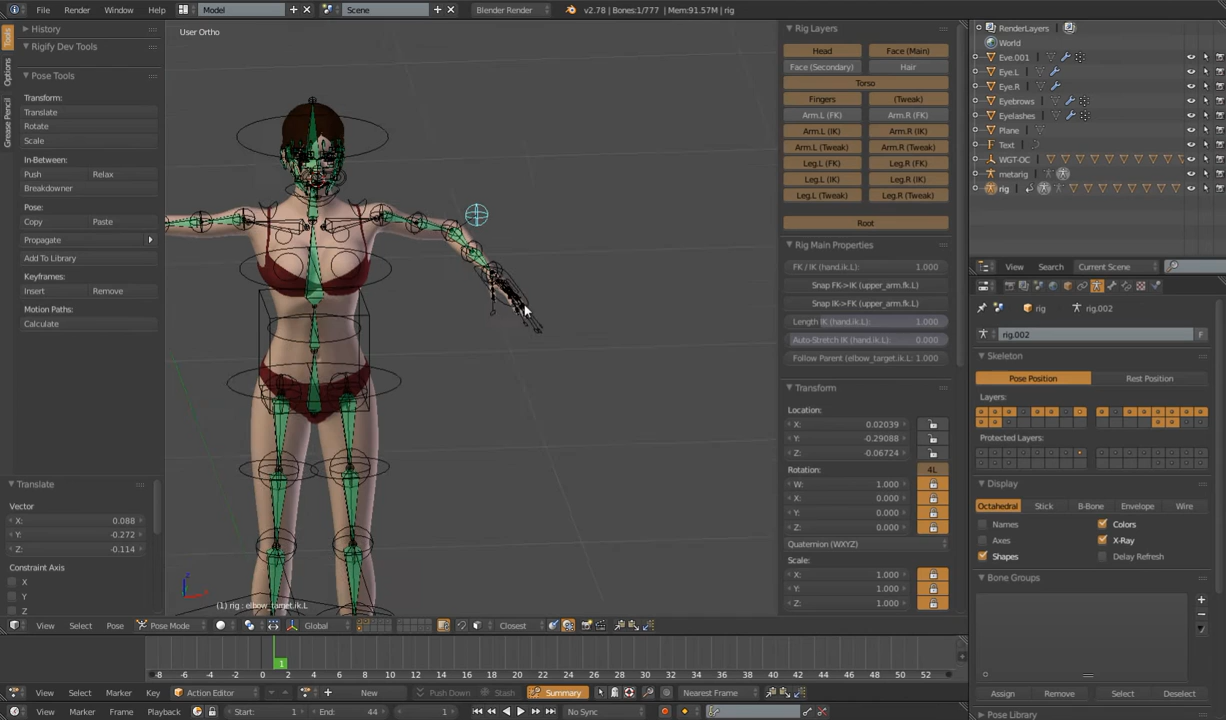 File Render Window Help Model Scene Blender Render v2.78 | Bones:1/777 | Mem:91.57M | rig
Tools
Options
Grease Pencil
History
Rigify Dev Tools
Pose Tools
Transform:
Translate
Rotate
Scale
In-Between:
Push Relax
Breakdowner
Pose:
Copy Paste
Propagate
Add To Library
Keyframes:
Insert Remove
Motion Paths:
Calculate
Translate
Vector
X: 0.088
Y: -0.272
Z: -0.114
Constraint Axis
X
Y
Z
User Ortho
(1) rig : elbow_target.ik.L
Rig Layers
Head Face (Main)
Face (Secondary) Hair
Torso
Fingers (Tweak)
Arm.L (FK) Arm.R (FK)
Arm.L (IK) Arm.R (IK)
Arm.L (Tweak) Arm.R (Tweak)
Leg.L (FK) Leg.R (FK)
Leg.L (IK) Leg.R (IK)
Leg.L (Tweak) Leg.R (Tweak)
Root
Rig Main Properties
FK / IK (hand.ik.L) 1.000
Snap FK->IK (upper_arm.fk.L)
Snap IK->FK (upper_arm.fk.L)
Length IK (hand.ik.L): 1.000
Auto-Stretch IK (hand.ik.L): 0.000
Follow Parent (elbow_target.ik.L: 1.000
Transform
Location:
X: 0.02039
Y: -0.29088
Z: -0.06724
Rotation: 4L
W: 1.000
X: 0.000
Y: 0.000
Z: 0.000
Quaternion (WXYZ)
Scale:
X: 1.000
Y: 1.000
Z: 1.000
RenderLayers
World
Eye.001
Eye.L
Eye.R
Eyebrows
Eyelashes
Plane
Text
WGT-OC
metarig
rig
View Search Current Scene
rig rig.002
rig.002 F
Skeleton
Pose Position Rest Position
Layers:
Protected Layers:
Display
Octahedral Stick B-Bone Envelope Wire
Names Colors
Axes X-Ray
Shapes Delay Refresh
Bone Groups
Assign Remove Select Deselect
Pose Library
View Select Pose Pose Mode Global Closest
-8 -6 -4 -2 0 2 4 6 8 10 12 14 16 18 20 22 24 26 28 30 32 34 36 38 40 42 44 46 48 50 52
1
View Select Marker Key Action Editor New Push Down Stash Summary Nearest Frame
View Marker Frame Playback Start: 1 End: 44 1 No Sync